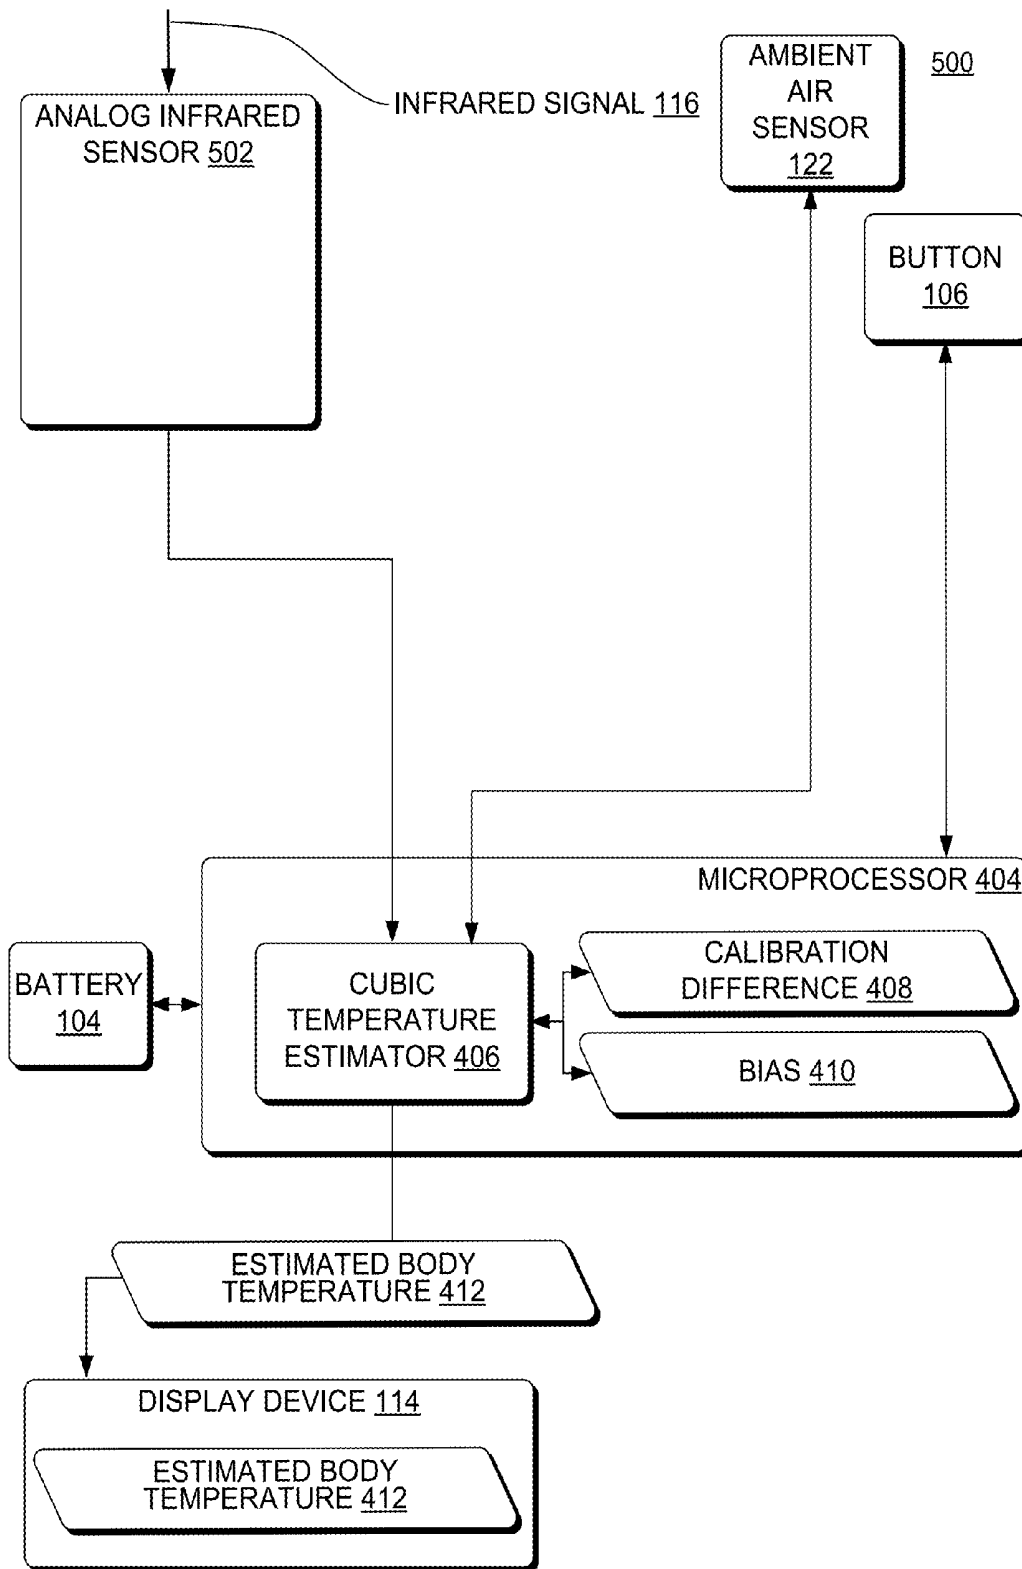 AMBIENT
AIR
SENSOR
122
500
INFRARED SIGNAL 116
ANALOG INFRARED
SENSOR 502
BUTTON
106
MICROPROCESSOR 404
BATTERY
104
CUBIC
TEMPERATURE
ESTIMATOR 406
CALIBRATION
DIFFERENCE 408
BIAS 410
ESTIMATED BODY
TEMPERATURE 412
DISPLAY DEVICE 114
ESTIMATED BODY
TEMPERATURE 412